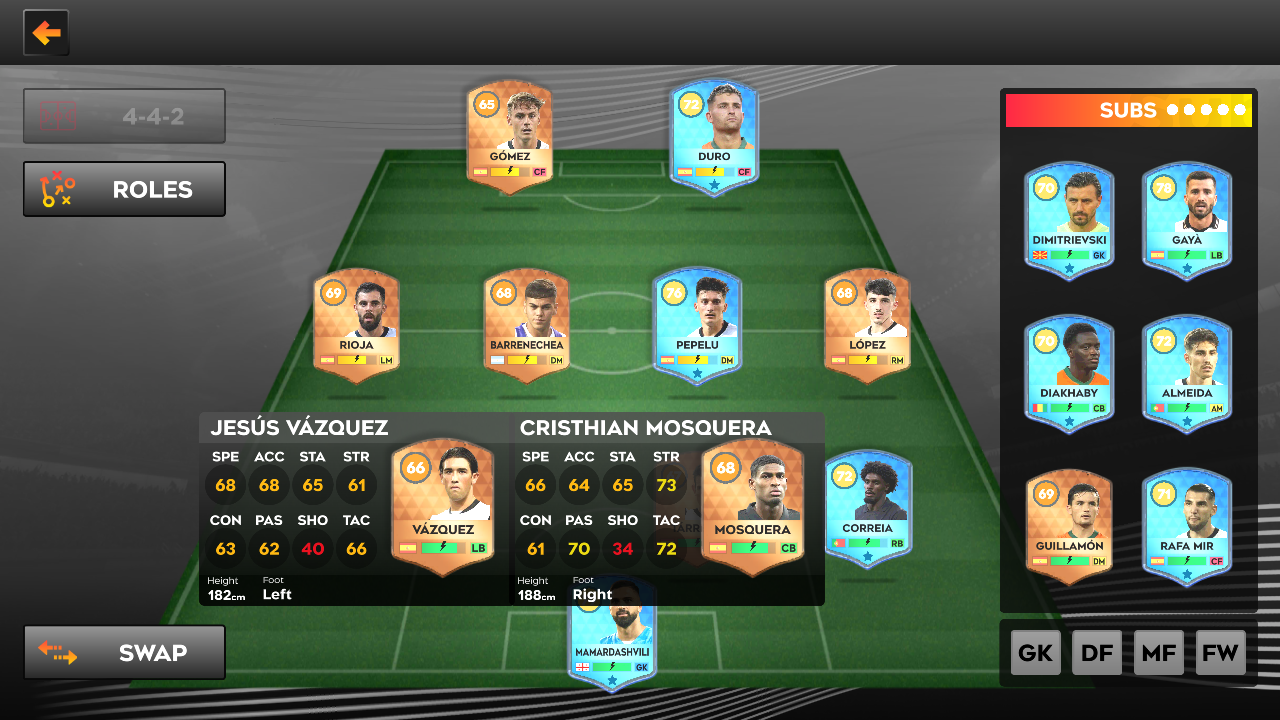 4-4-2
ROLES
65
GÓMEZ
CF
72
DURO
CF
69
RIOJA
LM
68
BARRENECHEA
DM
76
PEPELU
DM
68
LÓPEZ
RM
JESÚS VÁZQUEZ
SPE ACC STA STR
68 68 65 61
CON PAS SHO TAC
63 62 40 66
Height
182cm
Foot
Left
66
VÁZQUEZ
LB
CRISTHIAN MOSQUERA
SPE ACC STA STR
66 64 65 73
CON PAS SHO TAC
61 70 34 72
Height
188cm
Foot
Right
68
MOSQUERA
CB
72
CORREIA
RB
MAMARDASHVILI
GK
SWAP
SUBS
70
DIMITRIEVSKI
GK
78
GAYÀ
LB
70
DIAKHABY
CB
72
ALMEIDA
AM
69
GUILLAMÓN
DM
71
RAFA MIR
CF
GK DF MF FW